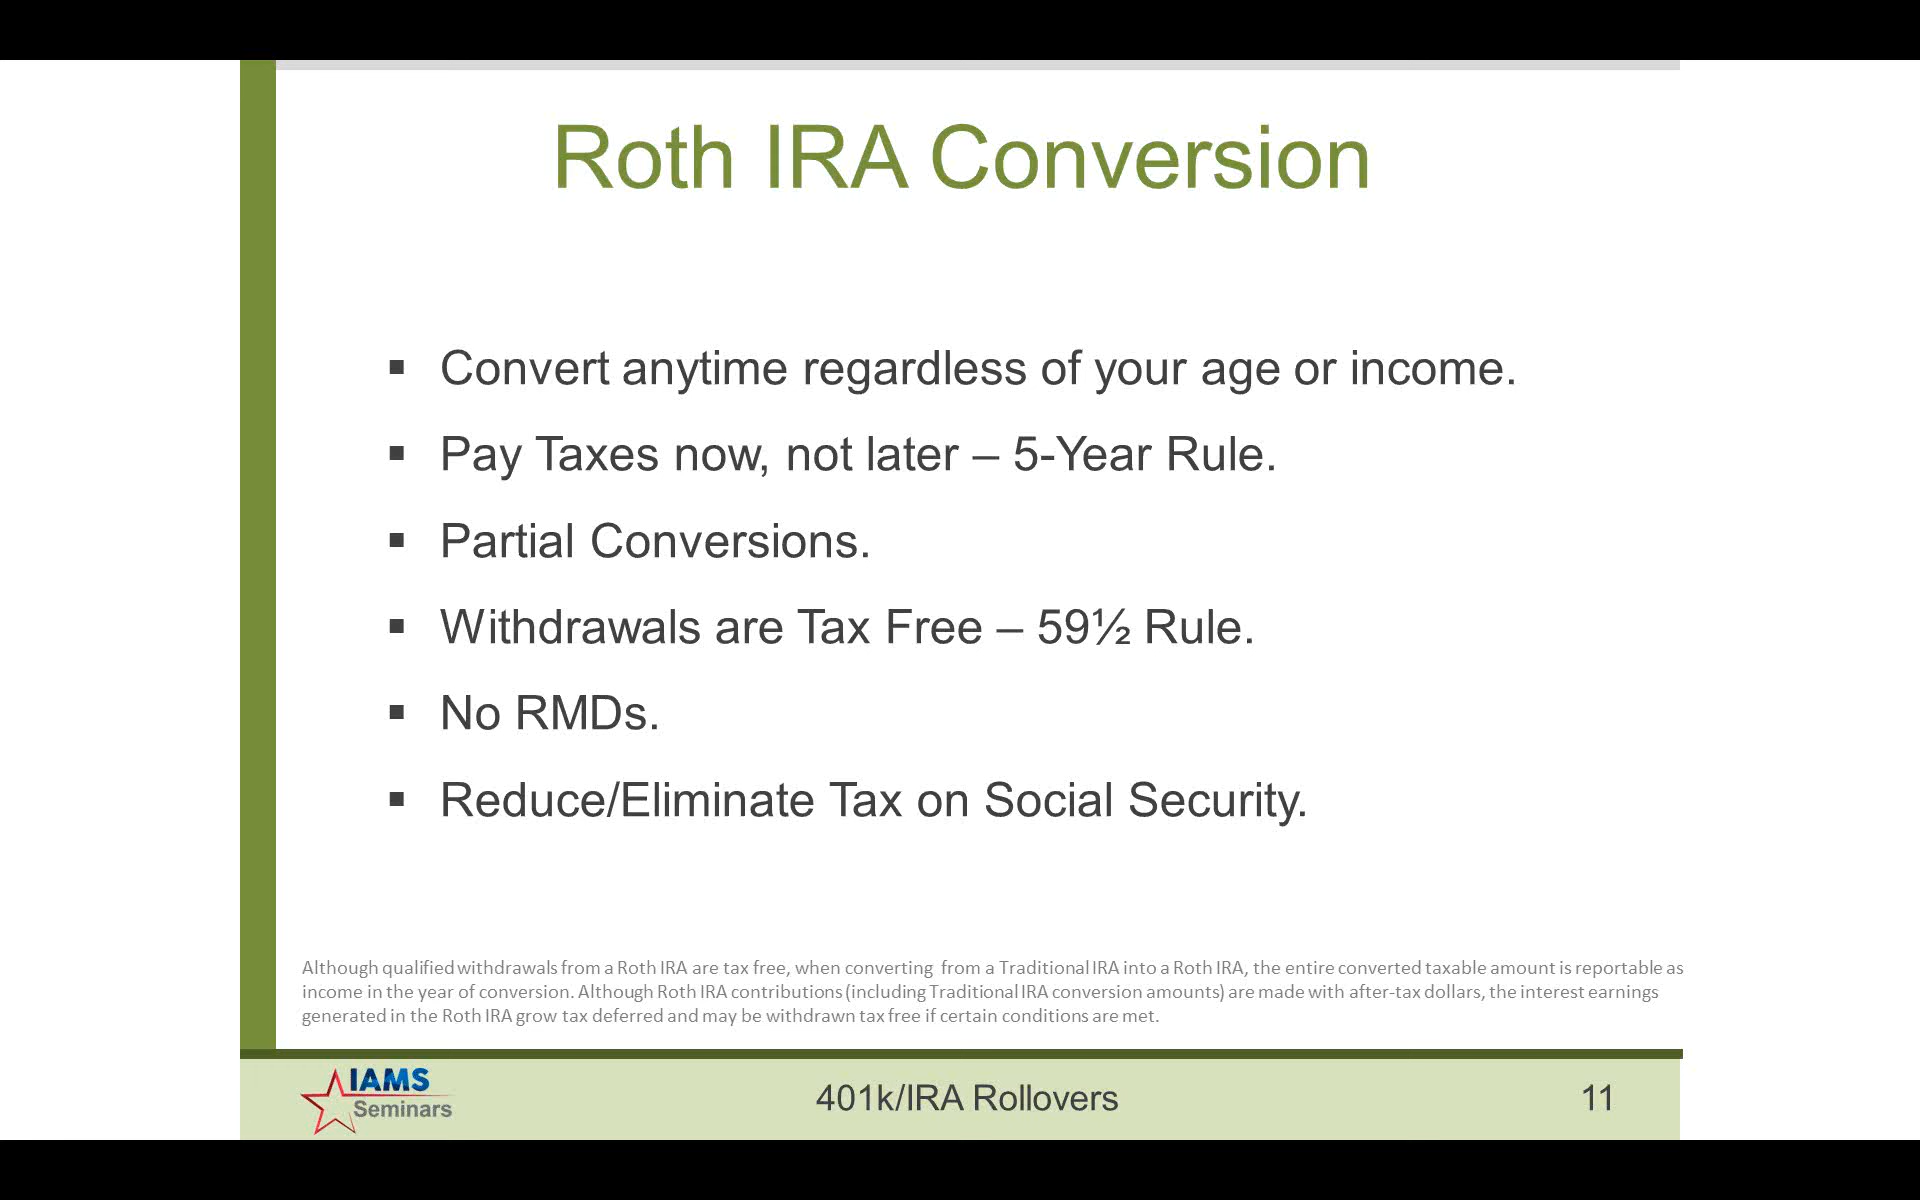 Roth IRA Conversion
▪ Convert anytime regardless of your age or income.
▪ Pay Taxes now, not later – 5-Year Rule.
▪ Partial Conversions.
▪ Withdrawals are Tax Free – 59½ Rule.
▪ No RMDs.
▪ Reduce/Eliminate Tax on Social Security.
Although qualified withdrawals from a Roth IRA are tax free, when converting from a Traditional IRA into a Roth IRA, the entire converted taxable amount is reportable as
income in the year of conversion. Although Roth IRA contributions (including Traditional IRA conversion amounts) are made with after-tax dollars, the interest earnings
generated in the Roth IRA grow tax deferred and may be withdrawn tax free if certain conditions are met.
IAMS
Seminars
401k/IRA Rollovers
11